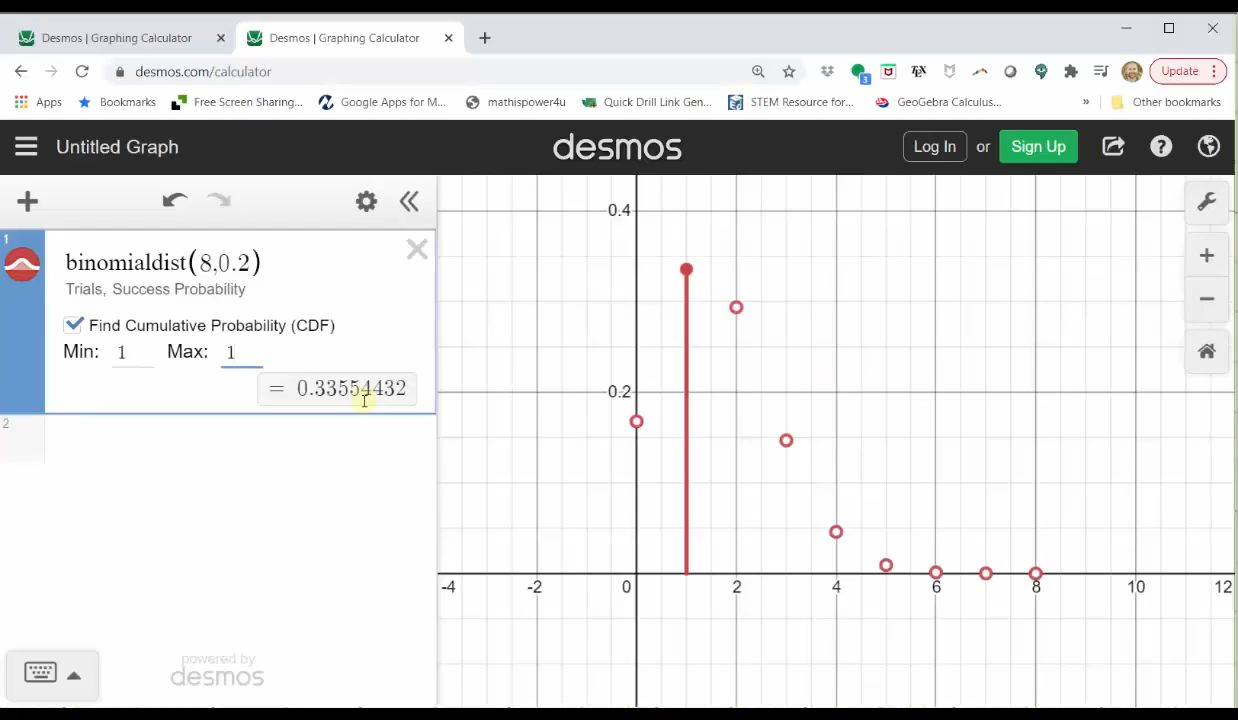 Desmos | Graphing Calculator
Desmos | Graphing Calculator
desmos.com/calculator
3
TEX
Update
Apps
Bookmarks
Free Screen Sharing...
Google Apps for M...
mathispower4u
Quick Drill Link Gen...
STEM Resource for...
GeoGebra Calculus...
»
Other bookmarks
Untitled Graph
desmos
Log In or Sign Up
1
binomialdist(8,0.2)
Trials, Success Probability
Find Cumulative Probability (CDF)
Min: 1 Max: 1
= 0.33554432
2
powered by
desmos
0.4
0.2
-4 -2 0 2 4 6 8 10 12